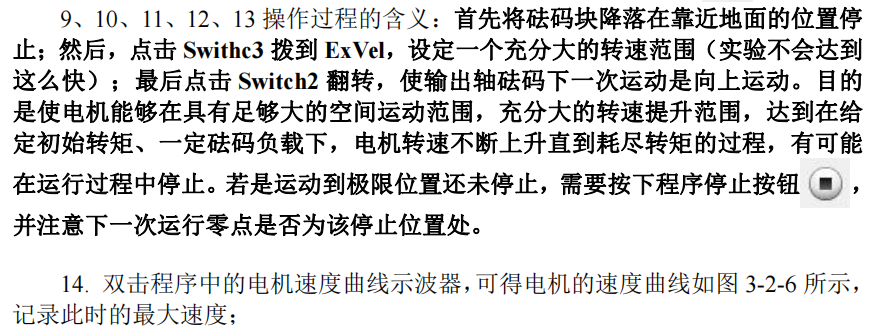 9、10、11、12、13 操作过程的含义：首先将砝码块降落在靠近地面的位置停
止；然后，点击 Swithc3 拨到 ExVel，设定一个充分大的转速范围（实验不会达到
这么快）；最后点击 Switch2 翻转，使输出轴砝码下一次运动是向上运动。目的
是使电机能够在具有足够大的空间运动范围，充分大的转速提升范围，达到在给
定初始转矩、一定砝码负载下，电机转速不断上升直到耗尽转矩的过程，有可能
在运行过程中停止。若是运动到极限位置还未停止，需要按下程序停止按钮 ，
并注意下一次运行零点是否为该停止位置处。
14. 双击程序中的电机速度曲线示波器，可得电机的速度曲线如图 3-2-6 所示，
记录此时的最大速度；